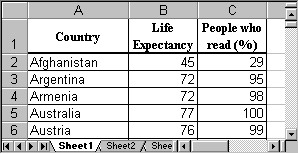 A B C
1 Country Life Expectancy People who read (%)
2 Afghanistan 45 29
3 Argentina 72 95
4 Armenia 72 98
5 Australia 77 100
6 Austria 76 99
Sheet1 Sheet2 Shee